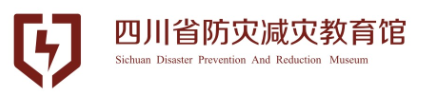 四川省防灾减灾教育馆
Sichuan Disaster Prevention And Reduction Museum